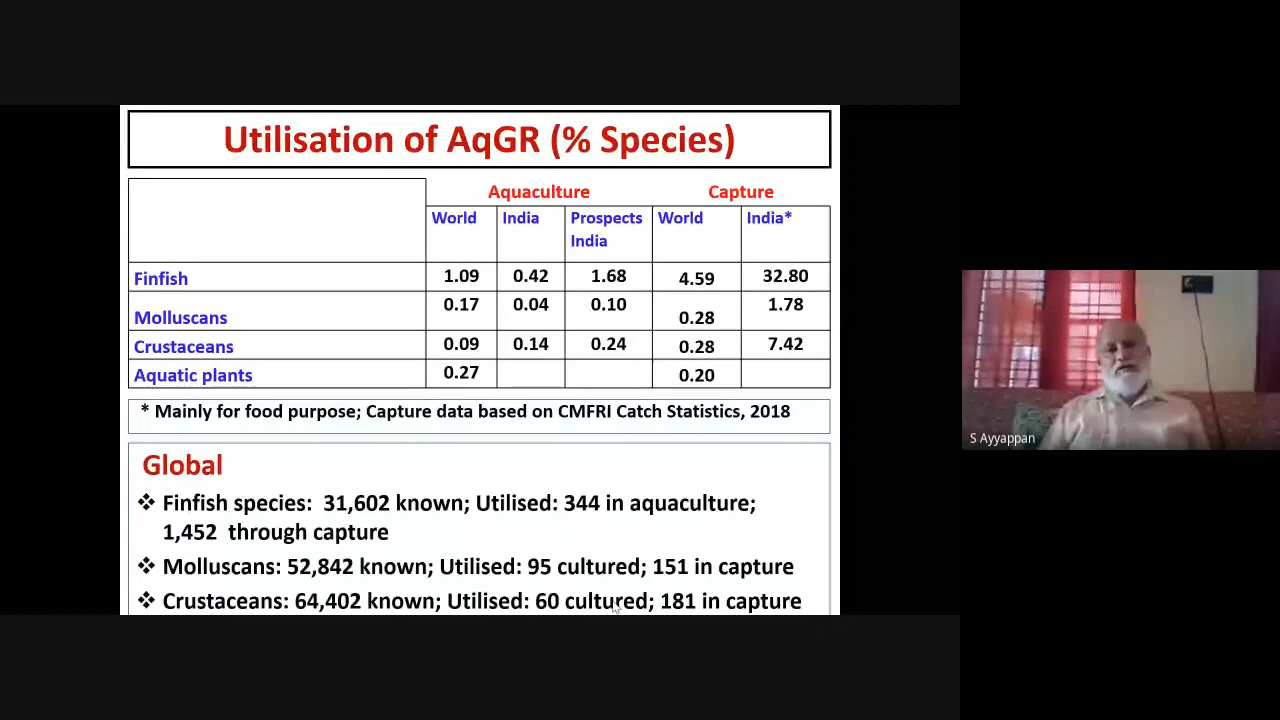 Utilisation of AqGR (% Species)
Aquaculture Capture
World India Prospects India World India*
Finfish 1.09 0.42 1.68 4.59 32.80
Molluscans 0.17 0.04 0.10 0.28 1.78
Crustaceans 0.09 0.14 0.24 0.28 7.42
Aquatic plants 0.27 0.20
* Mainly for food purpose; Capture data based on CMFRI Catch Statistics, 2018
Global
❖ Finfish species: 31,602 known; Utilised: 344 in aquaculture;
1,452 through capture
❖ Molluscans: 52,842 known; Utilised: 95 cultured; 151 in capture
❖ Crustaceans: 64,402 known; Utilised: 60 cultured; 181 in capture
S Ayyappan